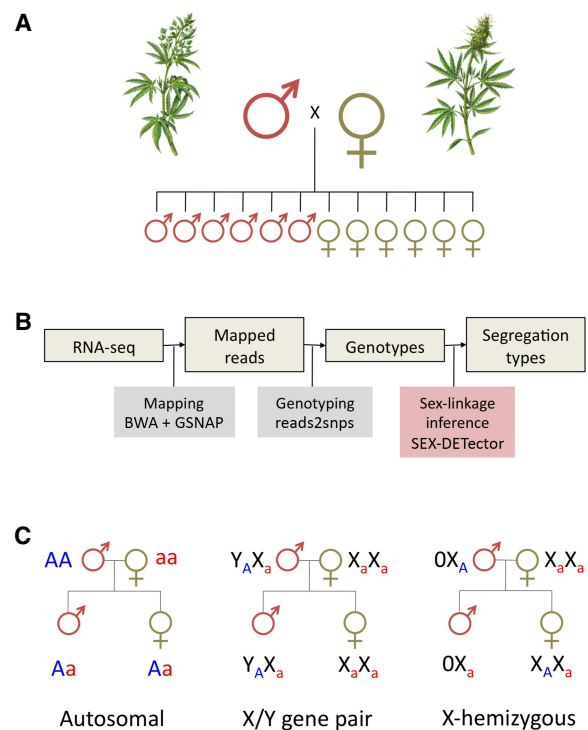 A
X
B
RNA-seq
Mapped
reads
Genotypes
Segregation
types
Mapping
BWA + GSNAP
Genotyping
reads2snps
Sex-linkage
inference
SEX-DETector
C
AA
aa
Aa
Aa
Autosomal
YAXa
XaXa
YAXa
XaXa
X/Y gene pair
0XA
XaXa
0Xa
XAXa
X-hemizygous